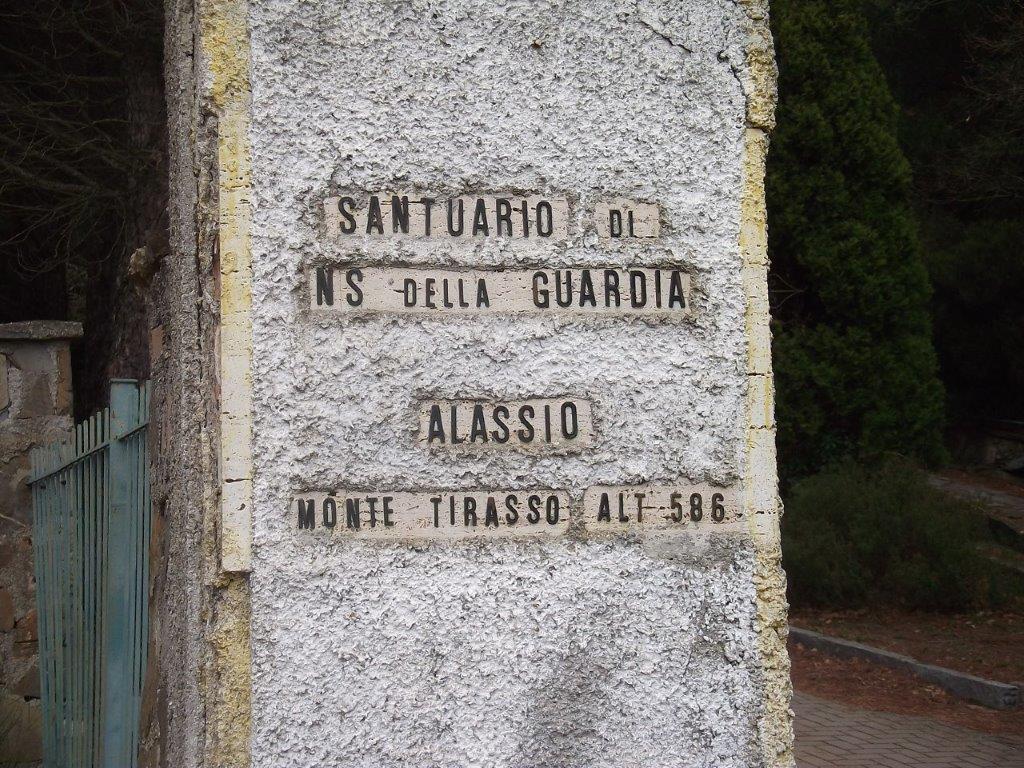 SANTUARIO DI
NS DELLA GUARDIA
ALASSIO
MONTE TIRASSO ALT 586